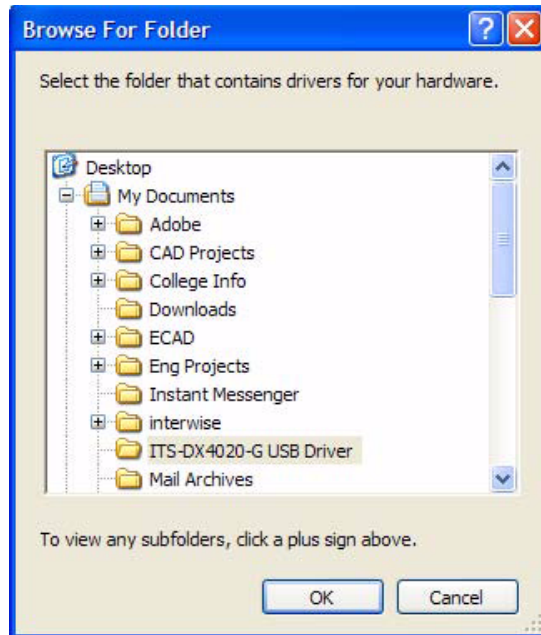 Browse For Folder
Select the folder that contains drivers for your hardware.
Desktop
My Documents
Adobe
CAD Projects
College Info
Downloads
ECAD
Eng Projects
Instant Messenger
interwise
ITS-DX4020-G USB Driver
Mail Archives
To view any subfolders, click a plus sign above.
OK Cancel